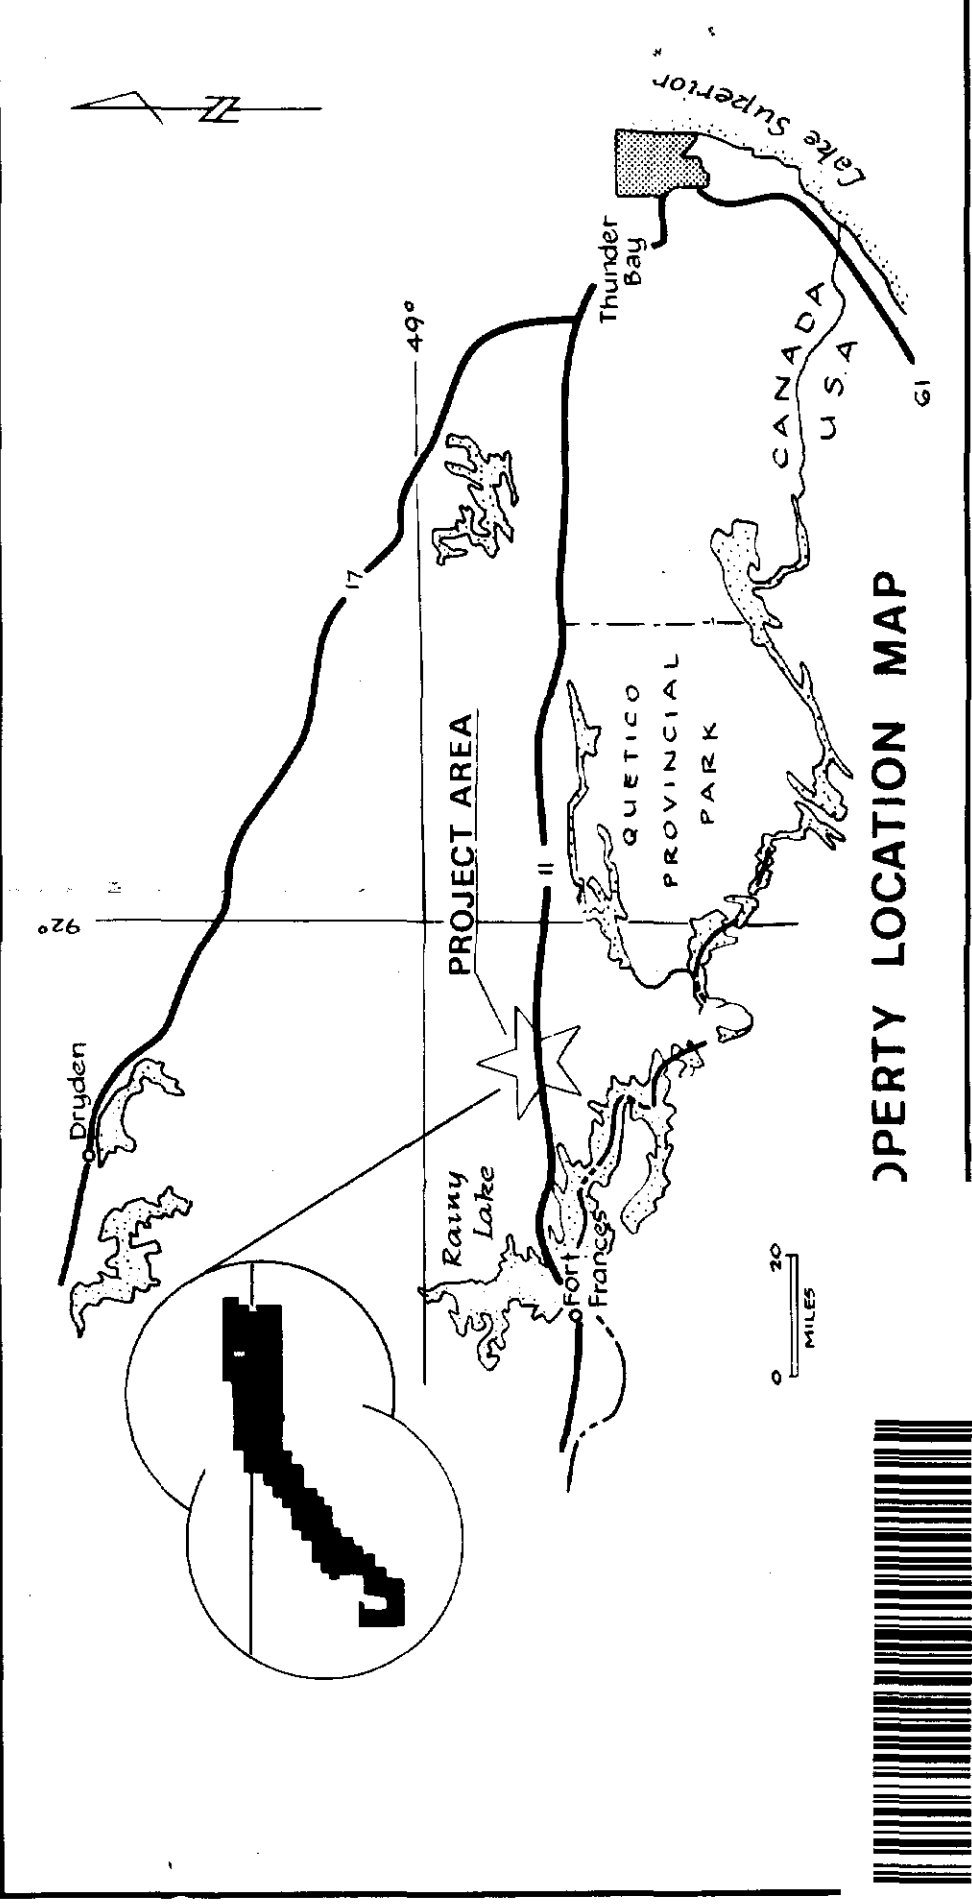 N
Dryden
92°
17
49°
Thunder
Bay
Lake Superior
Rainy
Lake
PROJECT AREA
11
Fort
Frances
QUETICO
PROVINCIAL
PARK
CANADA
U S A
61
0 20
MILES
OPERTY LOCATION MAP